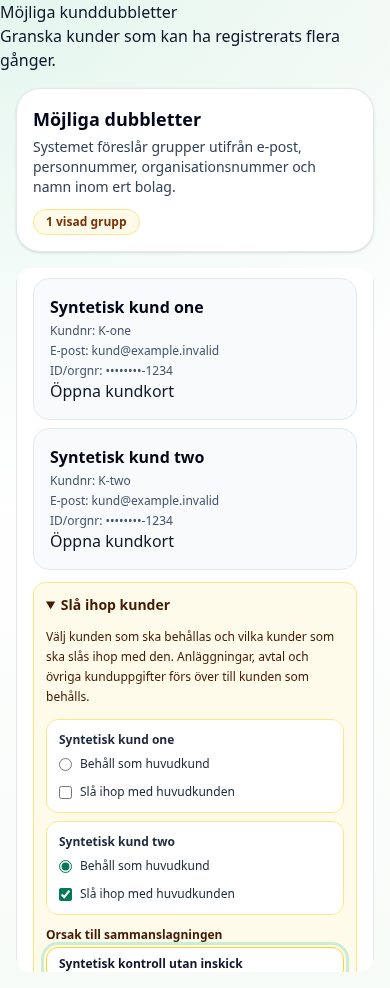 Möjliga kunddubbletter
Granska kunder som kan ha registrerats flera
gånger.
Möjliga dubbletter
Systemet föreslår grupper utifrån e-post,
personnummer, organisationsnummer och
namn inom ert bolag.
1 visad grupp
Syntetisk kund one
Kundnr: K-one
E-post: kund@example.invalid
ID/orgnr: ••••••••-1234
Öppna kundkort
Syntetisk kund two
Kundnr: K-two
E-post: kund@example.invalid
ID/orgnr: ••••••••-1234
Öppna kundkort
▼ Slå ihop kunder
Välj kunden som ska behållas och vilka kunder som
ska slås ihop med den. Anläggningar, avtal och
övriga kunduppgifter förs över till kunden som
behålls.
Syntetisk kund one
Behåll som huvudkund
Slå ihop med huvudkunden
Syntetisk kund two
Behåll som huvudkund
Slå ihop med huvudkunden
Orsak till sammanslagningen
Syntetisk kontroll utan inskick